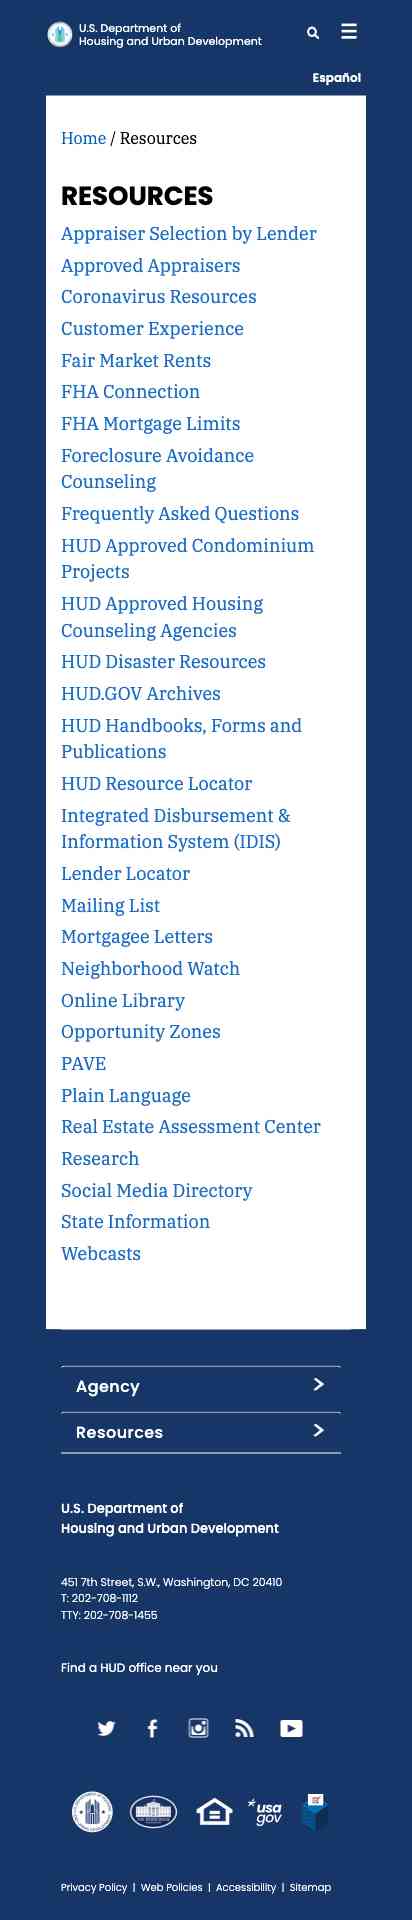 U.S. Department of
Housing and Urban Development
Español
Home / Resources
RESOURCES
Appraiser Selection by Lender
Approved Appraisers
Coronavirus Resources
Customer Experience
Fair Market Rents
FHA Connection
FHA Mortgage Limits
Foreclosure Avoidance
Counseling
Frequently Asked Questions
HUD Approved Condominium
Projects
HUD Approved Housing
Counseling Agencies
HUD Disaster Resources
HUD.GOV Archives
HUD Handbooks, Forms and
Publications
HUD Resource Locator
Integrated Disbursement &
Information System (IDIS)
Lender Locator
Mailing List
Mortgagee Letters
Neighborhood Watch
Online Library
Opportunity Zones
PAVE
Plain Language
Real Estate Assessment Center
Research
Social Media Directory
State Information
Webcasts
Agency
Resources
U.S. Department of
Housing and Urban Development
451 7th Street, S.W., Washington, DC 20410
T: 202-708-1112
TTY: 202-708-1455
Find a HUD office near you
usa
gov
Privacy Policy | Web Policies | Accessibility | Sitemap